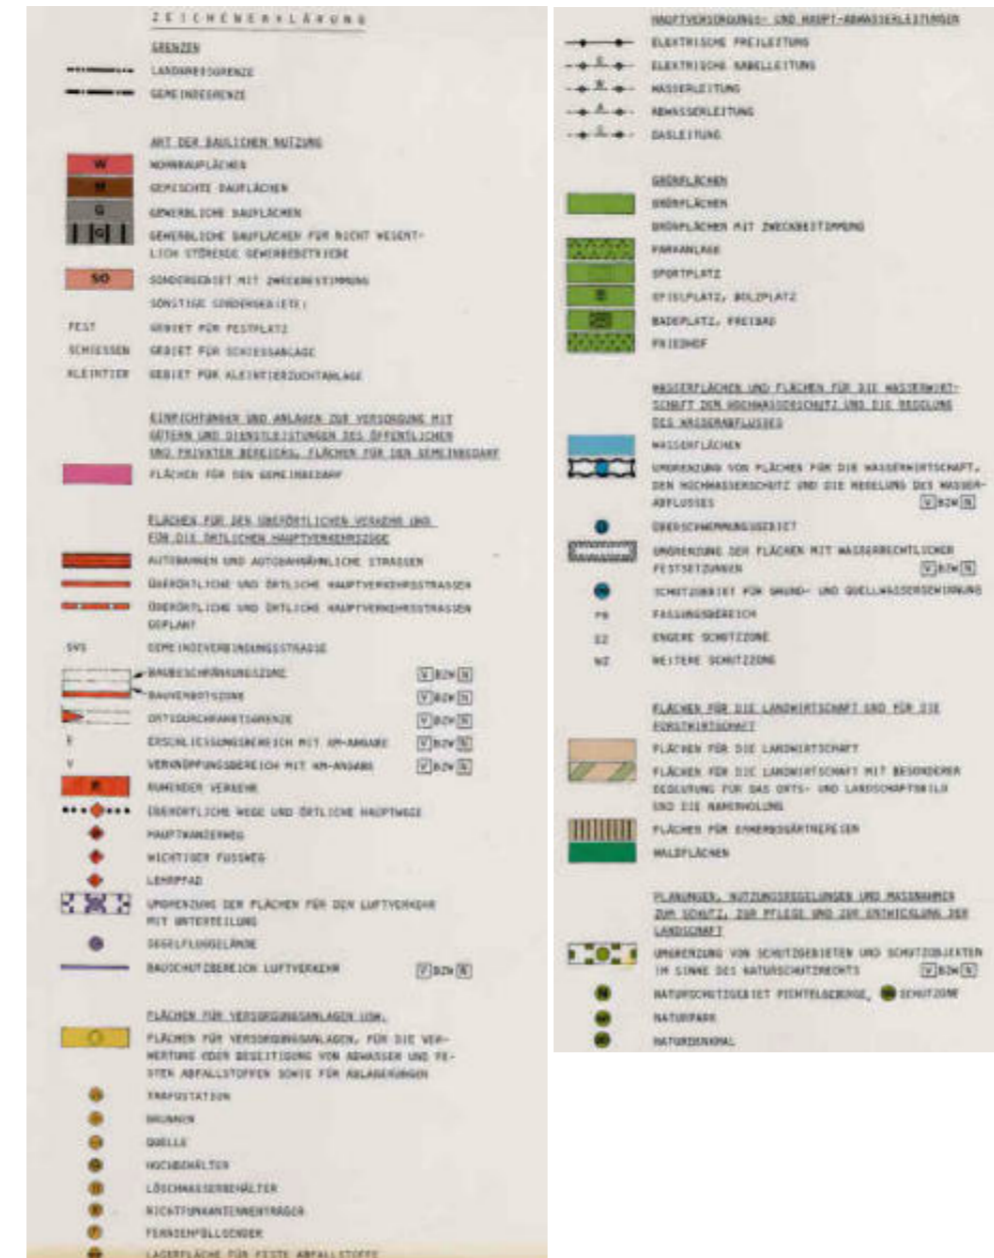 ZEICHENERKLÄRUNG
GRENZEN
LANDKREISGRENZE
GEMEINDEGRENZE
ART DER BAULICHEN NUTZUNG
W WOHNBAUFLÄCHEN
M GEMISCHTE BAUFLÄCHEN
G GEWERBLICHE BAUFLÄCHEN
G GEWERBLICHE BAUFLÄCHEN FÜR NICHT WESENT-
LICH STÖRENDE GEWERBEBETRIEBE
SO SONDERGEBIET MIT ZWECKBESTIMMUNG
SONSTIGE SONDERGEBIETE:
FEST GEBIET FÜR FESTPLATZ
SCHIESSEN GEBIET FÜR SCHIESSANLAGE
KLEINTIER GEBIET FÜR KLEINTIERZUCHTANLAGE
EINRICHTUNGEN UND ANLAGEN ZUR VERSORGUNG MIT
GÜTERN UND DIENSTLEISTUNGEN DES ÖFFENTLICHEN
UND PRIVATEN BEREICHS, FLÄCHEN FÜR DEN GEMEINBEDARF
FLÄCHEN FÜR DEN GEMEINBEDARF
FLÄCHEN FÜR DEN ÜBERÖRTLICHEN VERKEHR UND
FÜR DIE ÖRTLICHEN HAUPTVERKEHRSZÜGE
AUTOBAHNEN UND AUTOBAHNÄHNLICHE STRASSEN
ÜBERÖRTLICHE UND ÖRTLICHE HAUPTVERKEHRSSTRASSEN
ÜBERÖRTLICHE UND ÖRTLICHE HAUPTVERKEHRSSTRASSEN
GEPLANT
GVS GEMEINDEVERBINDUNGSSTRASSE
BAUBESCHRÄNKUNGSZONE V BZW N
BAUVERBOTSZONE V BZW N
ORTSDURCHFAHRTSGRENZE V BZW N
E ERSCHLIESSUNGSBEREICH MIT KM-ANGABE V BZW N
V VERKNÜPFUNGSBEREICH MIT KM-ANGABE V BZW N
RUHENDER VERKEHR
ÜBERÖRTLICHE WEGE UND ÖRTLICHE HAUPTWEGE
HAUPTWANDERWEG
WICHTIGER FUSSWEG
LEHRPFAD
UMGRENZUNG DER FLÄCHEN FÜR DEN LUFTVERKEHR
MIT UNTERTEILUNG
SEGELFLUGGELÄNDE
BAUSCHUTZBEREICH LUFTVERKEHR V BZW N
FLÄCHEN FÜR VERSORGUNGSANLAGEN USW.
FLÄCHEN FÜR VERSORGUNGSANLAGEN, FÜR DIE VER-
WERTUNG ODER BESEITIGUNG VON ABWASSER UND FE-
STEN ABFALLSTOFFEN SOWIE FÜR ABLAGERUNGEN
TRAFOSTATION
BRUNNEN
QUELLE
HOCHBEHÄLTER
LÖSCHWASSERBEHÄLTER
RICHTFUNKANTENNENTRÄGER
FERNSEHFÜLLSENDER
LAGERFLÄCHE FÜR FESTE ABFALLSTOFFE
HAUPTVERSORGUNGS- UND HAUPT-ABWASSERLEITUNGEN
ELEKTRISCHE FREILEITUNG
E ELEKTRISCHE KABELLEITUNG
W WASSERLEITUNG
A ABWASSERLEITUNG
G GASLEITUNG
GRÜNFLÄCHEN
GRÜNFLÄCHEN
GRÜNFLÄCHEN MIT ZWECKBESTIMMUNG
PARKANLAGE
SPORTPLATZ
SPIELPLATZ, BOLZPLATZ
BADEPLATZ, FREIBAD
FRIEDHOF
WASSERFLÄCHEN UND FLÄCHEN FÜR DIE WASSERWIRT-
SCHAFT DEN HOCHWASSERSCHUTZ UND DIE REGELUNG
DES WASSERABFLUSSES
WASSERFLÄCHEN
UMGRENZUNG VON FLÄCHEN FÜR DIE WASSERWIRTSCHAFT,
DEN HOCHWASSERSCHUTZ UND DIE REGELUNG DES WASSER-
ABFLUSSES V BZW N
ÜBERSCHWEMMUNGSGEBIET
UMGRENZUNG DER FLÄCHEN MIT WASSERRECHTLICHER
FESTSETZUNGEN V BZW N
SCHUTZGEBIET FÜR GRUND- UND QUELLWASSERGEWINNUNG
FB FASSUNGSBEREICH
EZ ENGERE SCHUTZZONE
WZ WEITERE SCHUTZZONE
FLÄCHEN FÜR DIE LANDWIRTSCHAFT UND FÜR DIE
FORSTWIRTSCHAFT
FLÄCHEN FÜR DIE LANDWIRTSCHAFT
FLÄCHEN FÜR DIE LANDWIRTSCHAFT MIT BESONDERER
BEDEUTUNG FÜR DAS ORTS- UND LANDSCHAFTSBILD
UND DIE NAHERHOLUNG
FLÄCHEN FÜR ERWERBSGÄRTNEREIEN
WALDFLÄCHEN
PLANUNGEN, NUTZUNGSREGELUNGEN UND MASSNAHMEN
ZUM SCHUTZ, ZUR PFLEGE UND ZUR ENTWICKLUNG DER
LANDSCHAFT
UMGRENZUNG VON SCHUTZGEBIETEN UND SCHUTZOBJEKTEN
IM SINNE DES NATURSCHUTZRECHTS V BZW N
NATURSCHUTZGEBIET FICHTELGEBIRGE, SCHUTZZONE
NATURPARK
NATURDENKMAL